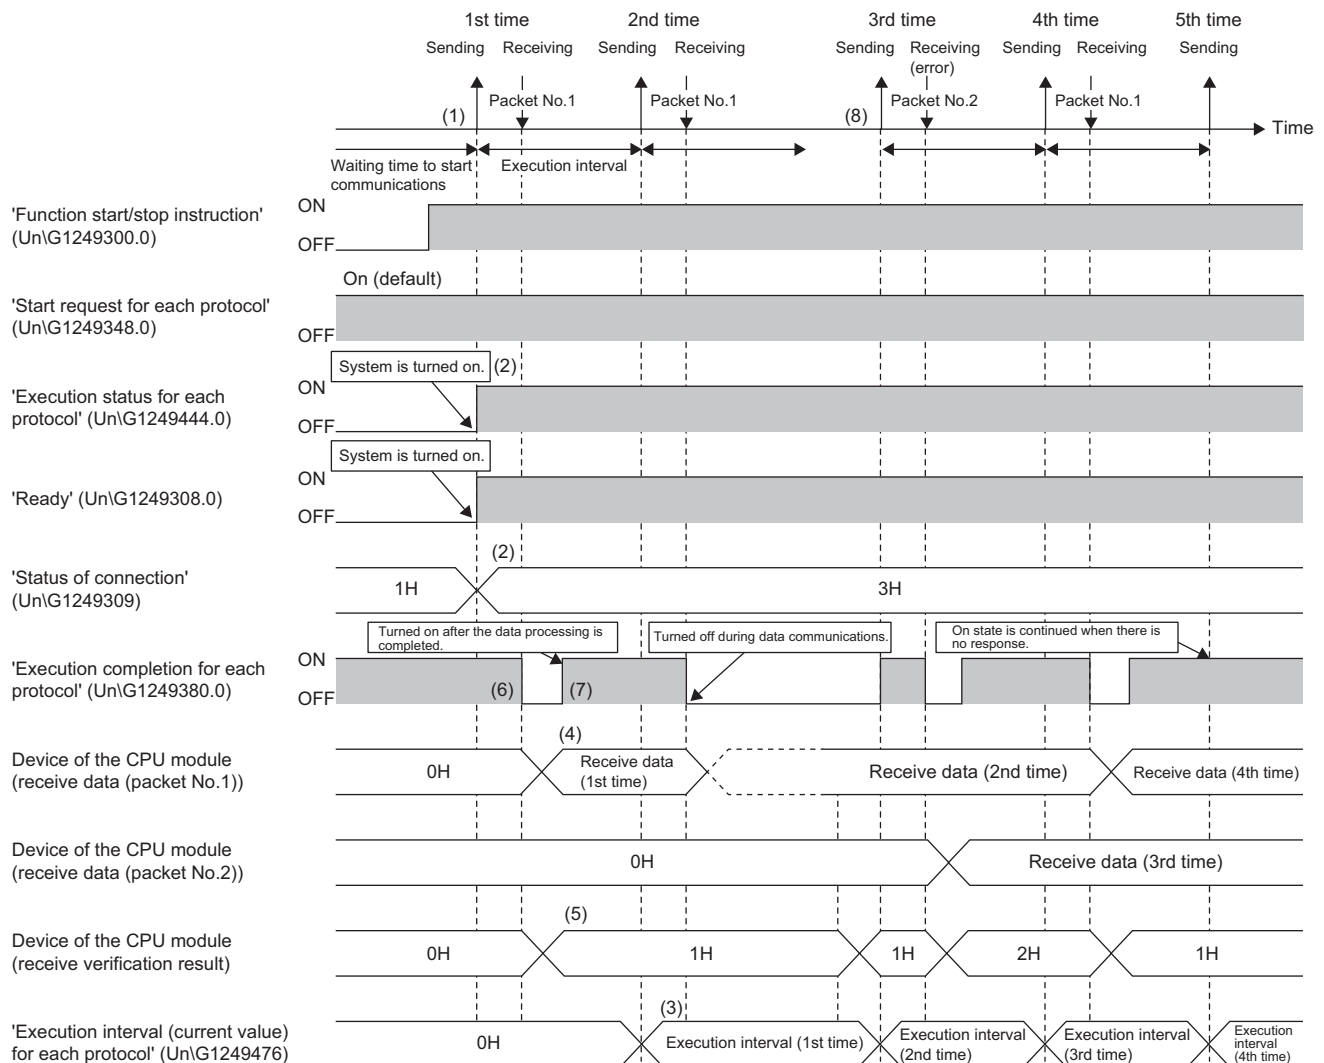 1st time
2nd time
3rd time
4th time
5th time
Sending
Receiving
Sending
Receiving
Sending
Receiving
(error)
Sending
Receiving
Sending
(1)
Packet No.1
Packet No.1
(8)
Packet No.2
Packet No.1
Time
Waiting time to start
communications
Execution interval
'Function start/stop instruction'
(Un\G1249300.0)
ON
OFF
On (default)
'Start request for each protocol'
(Un\G1249348.0)
OFF
System is turned on.
(2)
'Execution status for each
protocol' (Un\G1249444.0)
ON
OFF
System is turned on.
'Ready' (Un\G1249308.0)
ON
OFF
(2)
'Status of connection'
(Un\G1249309)
1H
3H
Turned on after the data processing is
completed.
Turned off during data communications.
On state is continued when there is
no response.
'Execution completion for each
protocol' (Un\G1249380.0)
ON
OFF
(6)
(7)
(4)
Device of the CPU module
(receive data (packet No.1))
0H
Receive data
(1st time)
Receive data (2nd time)
Receive data (4th time)
Device of the CPU module
(receive data (packet No.2))
0H
Receive data (3rd time)
(5)
Device of the CPU module
(receive verification result)
0H
1H
1H
2H
1H
(3)
'Execution interval (current value)
for each protocol' (Un\G1249476)
0H
Execution interval (1st time)
Execution interval
(2nd time)
Execution interval
(3rd time)
Execution
interval
(4th time)